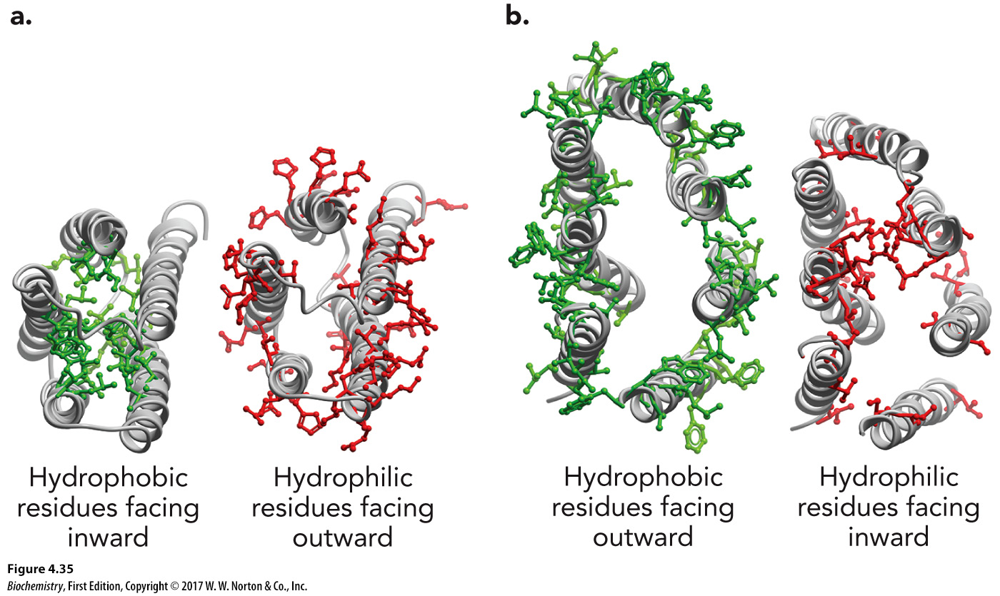 a.
b.
Hydrophobic
residues facing
inward
Hydrophilic
residues facing
outward
Hydrophobic
residues facing
outward
Hydrophilic
residues facing
inward
Figure 4.35
Biochemistry, First Edition, Copyright © 2017 W. W. Norton & Co., Inc.